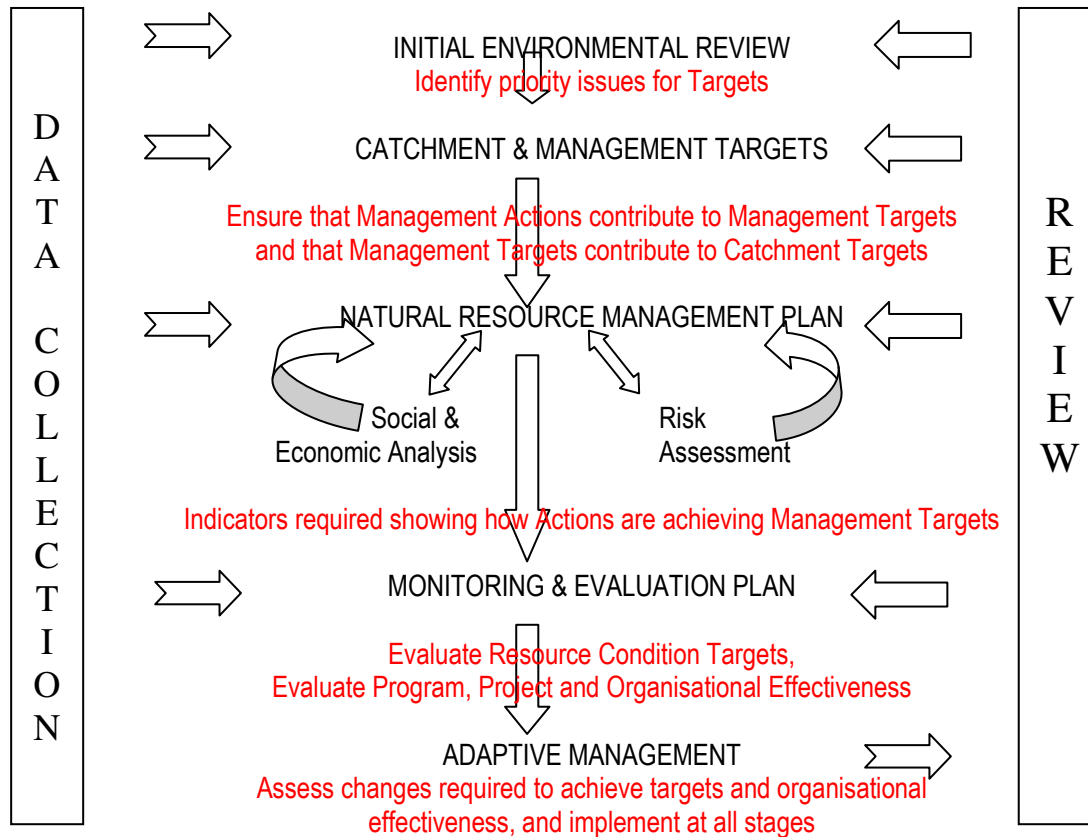 DATA COLLECTION
INITIAL ENVIRONMENTAL REVIEW
Identify priority issues for Targets
CATCHMENT & MANAGEMENT TARGETS
Ensure that Management Actions contribute to Management Targets
and that Management Targets contribute to Catchment Targets
NATURAL RESOURCE MANAGEMENT PLAN
Social &
Economic Analysis
Risk
Assessment
Indicators required showing how Actions are achieving Management Targets
MONITORING & EVALUATION PLAN
Evaluate Resource Condition Targets,
Evaluate Program, Project and Organisational Effectiveness
ADAPTIVE MANAGEMENT
Assess changes required to achieve targets and organisational
effectiveness, and implement at all stages
REVIEW